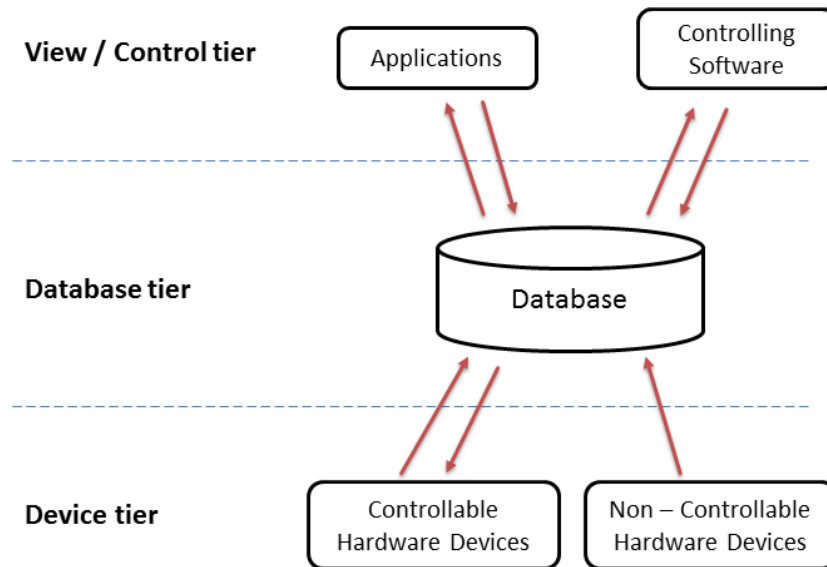 View / Control tier
Applications
Controlling
Software
Database tier
Database
Device tier
Controllable
Hardware Devices
Non – Controllable
Hardware Devices